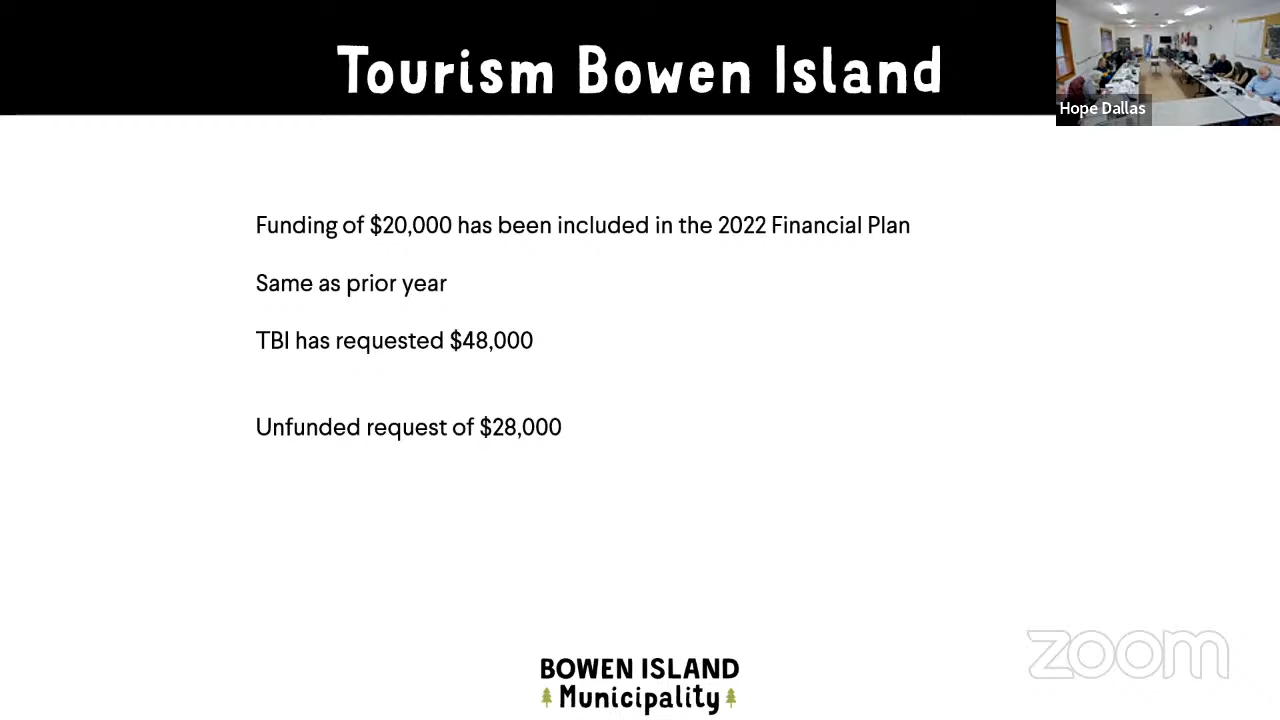 Tourism Bowen Island
Hope Dallas
Funding of $20,000 has been included in the 2022 Financial Plan
Same as prior year
TBI has requested $48,000
Unfunded request of $28,000
zoom
BOWEN ISLAND
Municipality